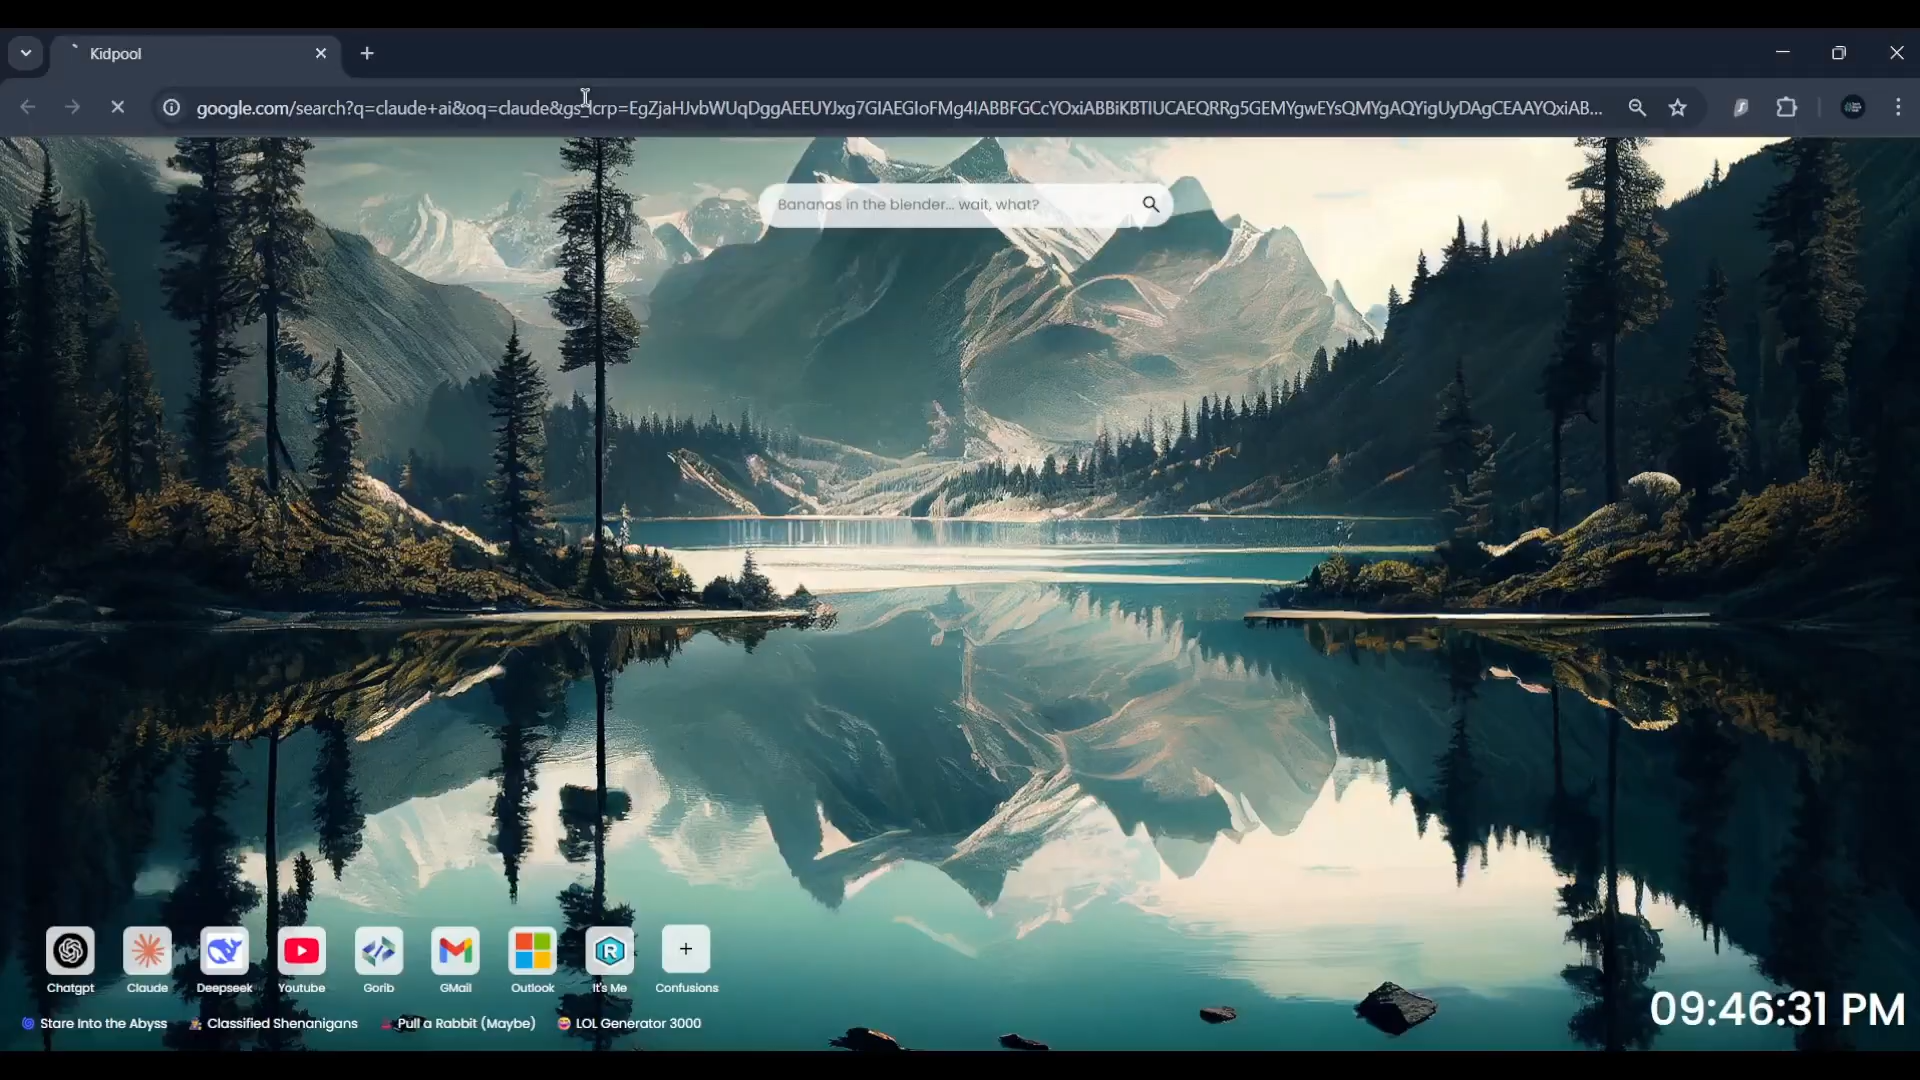 Kidpool
google.com/search?q=claude+ai&oq=claude&gs_lcrp=EgZjaHJvbWUqDggAEEUYJxg7GIAEGIoFMg4IABBFGCcYOxiABBiKBTIUCAEQRRg5GEMYgwEYsQMYgAQYigUyDAgCEAAYQxiAB...
Bananas in the blender... wait, what?
Chatgpt
Claude
Deepseek
Youtube
Gorib
GMail
Outlook
It's Me
Confusions
Stare Into the Abyss
Classified Shenanigans
Pull a Rabbit (Maybe)
LOL Generator 3000
09:46:31 PM